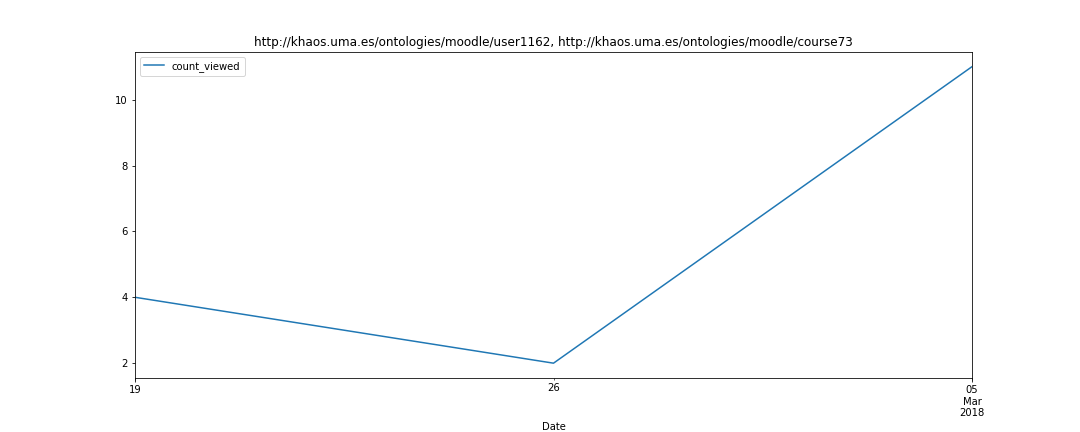 http://khaos.uma.es/ontologies/moodle/user1162, http://khaos.uma.es/ontologies/moodle/course73
count_viewed
10
8
6
4
2
19
26
05
Mar
2018
Date